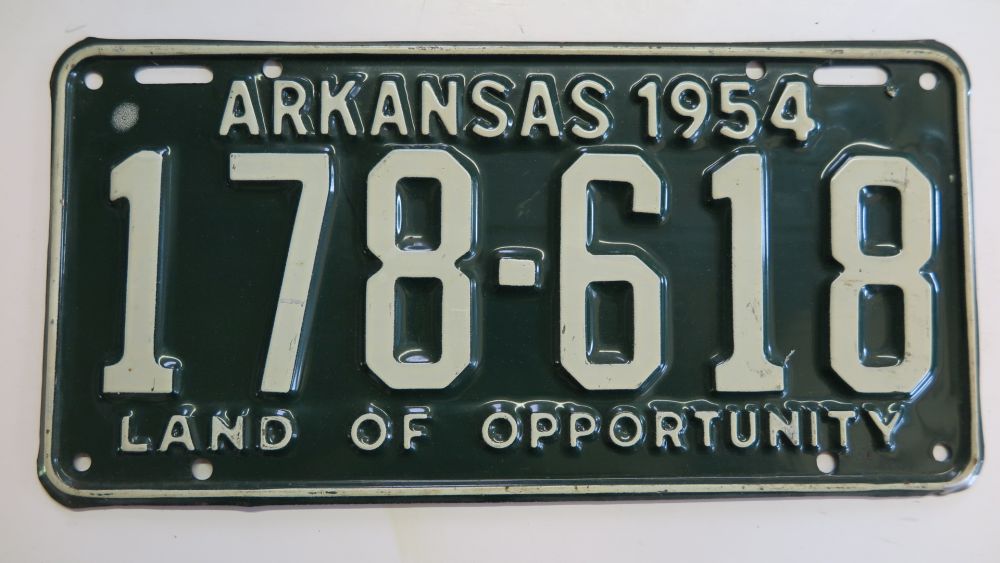 ARKANSAS 1954
178-618
LAND OF OPPORTUNITY